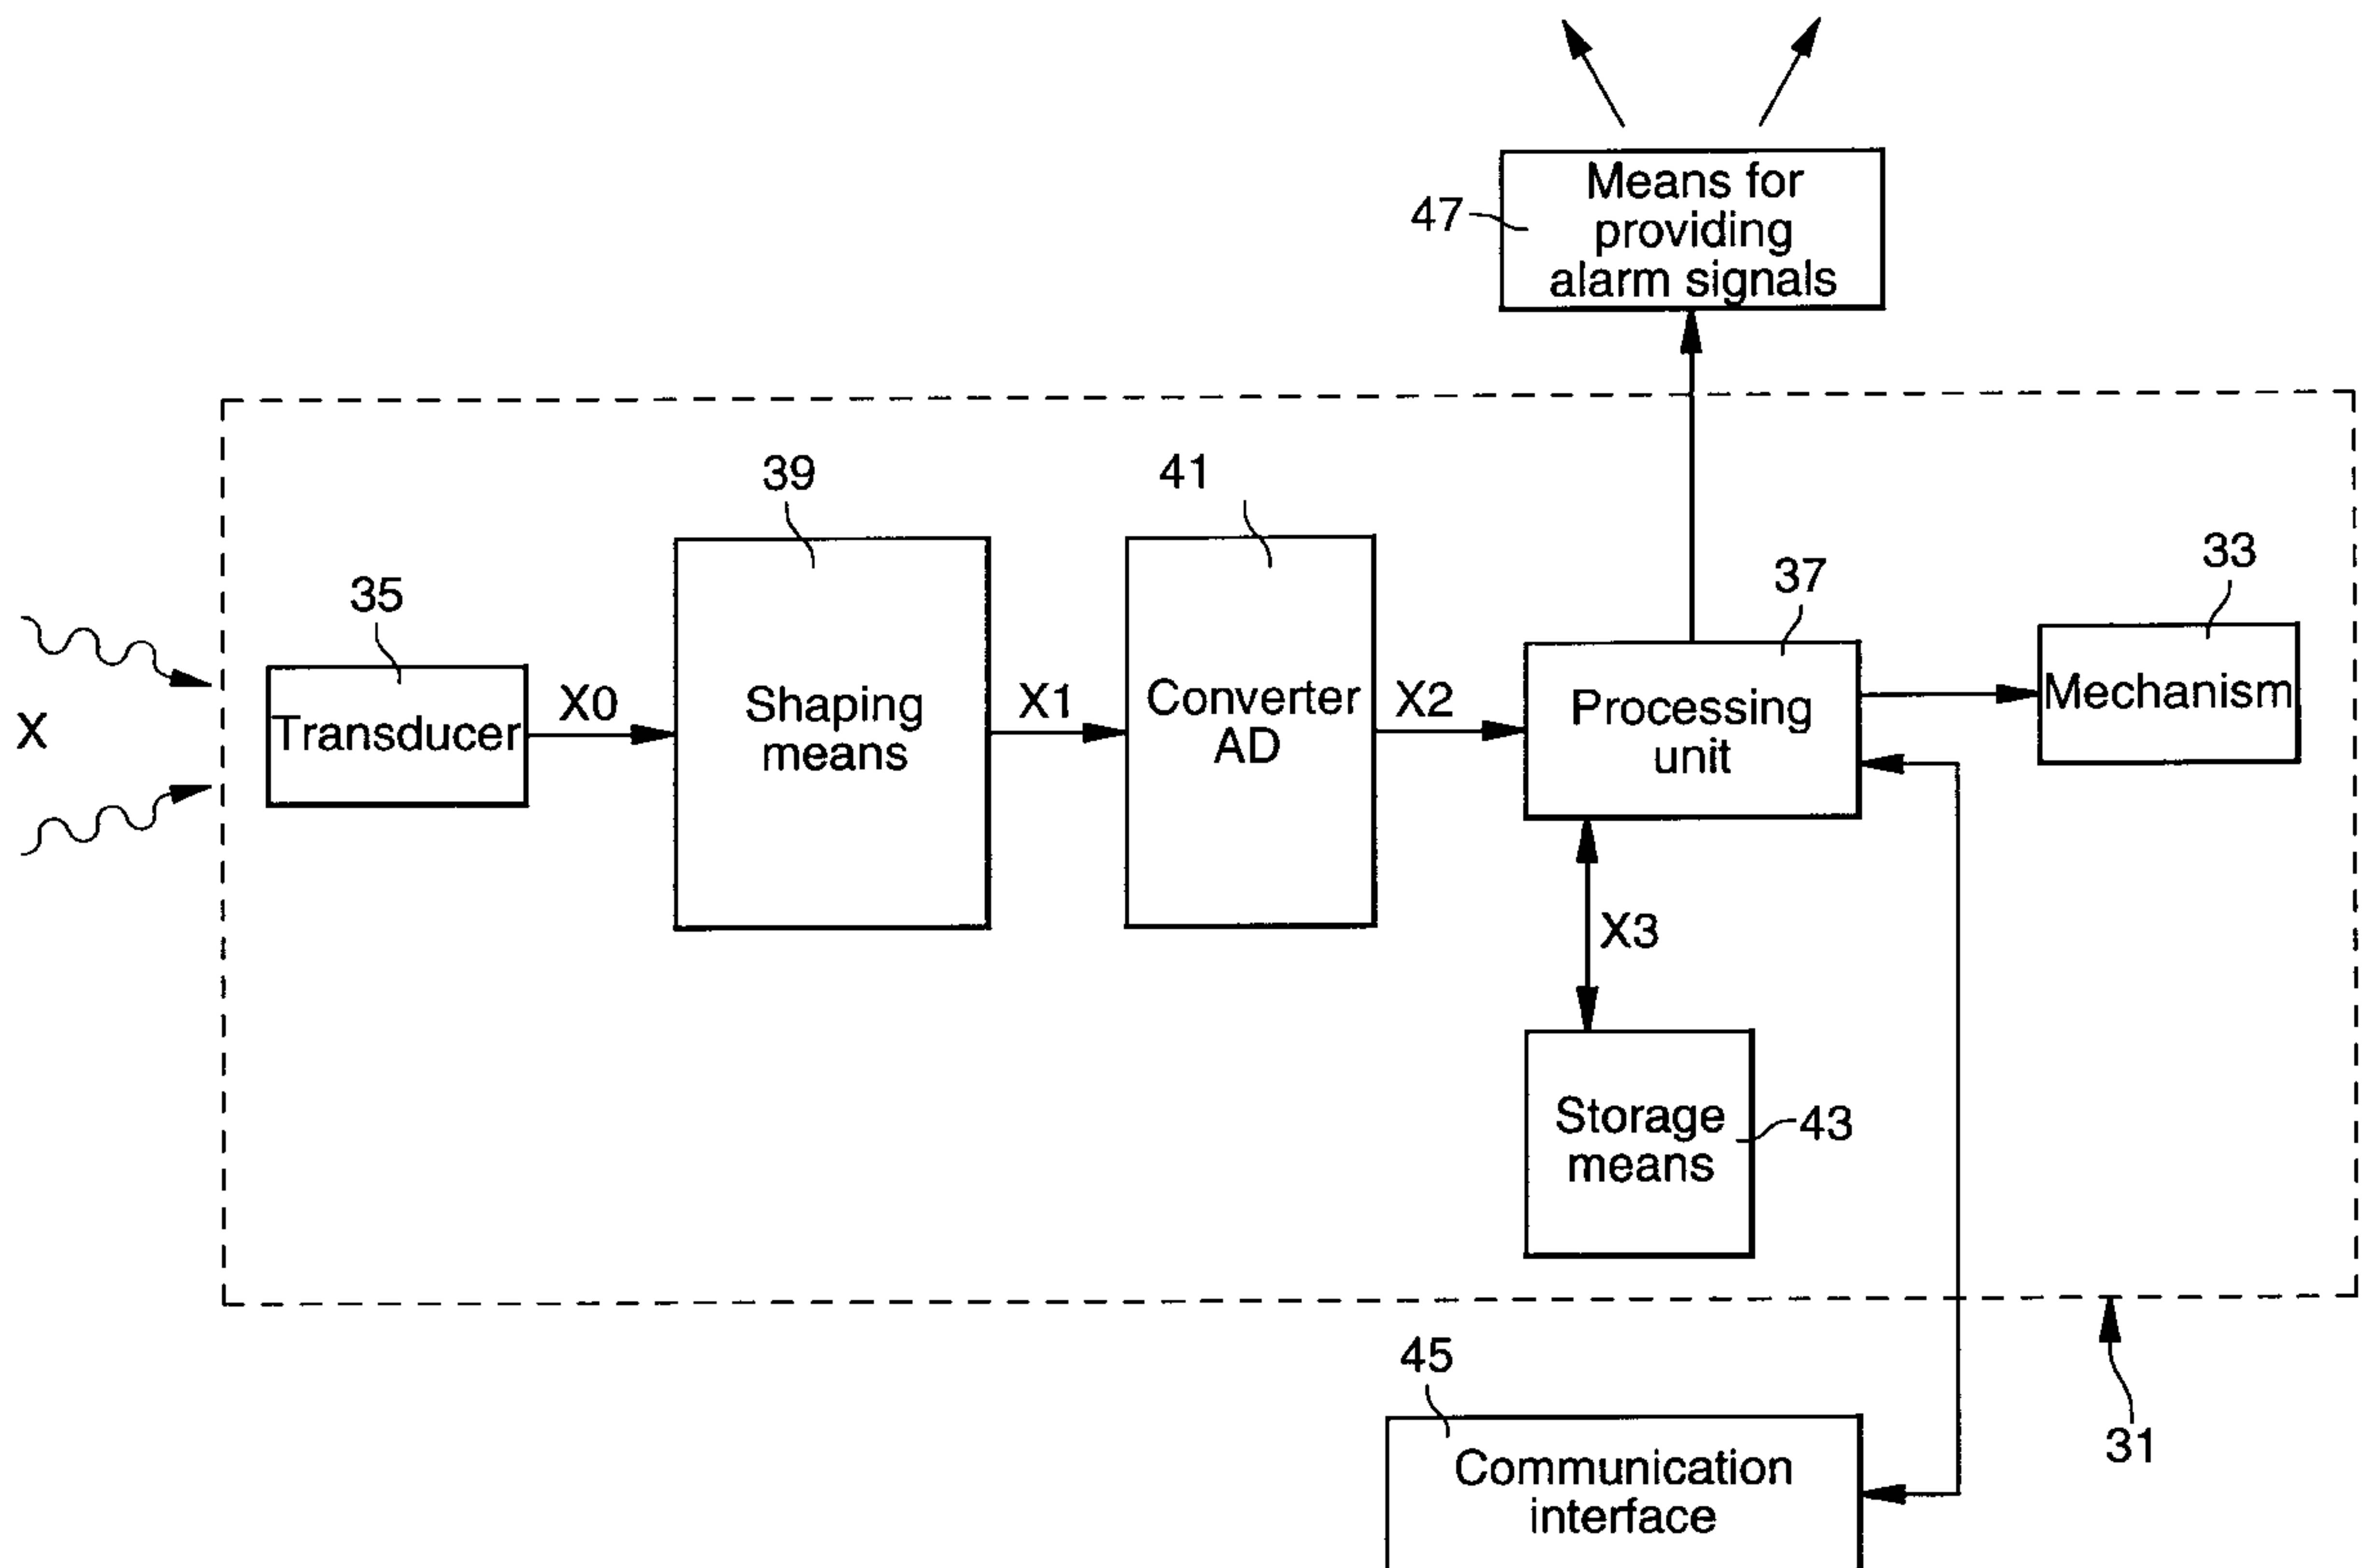 47
Means for
providing
alarm signals
39
41
37
33
35
X
Transducer
X0
Shaping
means
X1
Converter
AD
X2
Processing
unit
Mechanism
X3
Storage
means
43
45
Communication
interface
31